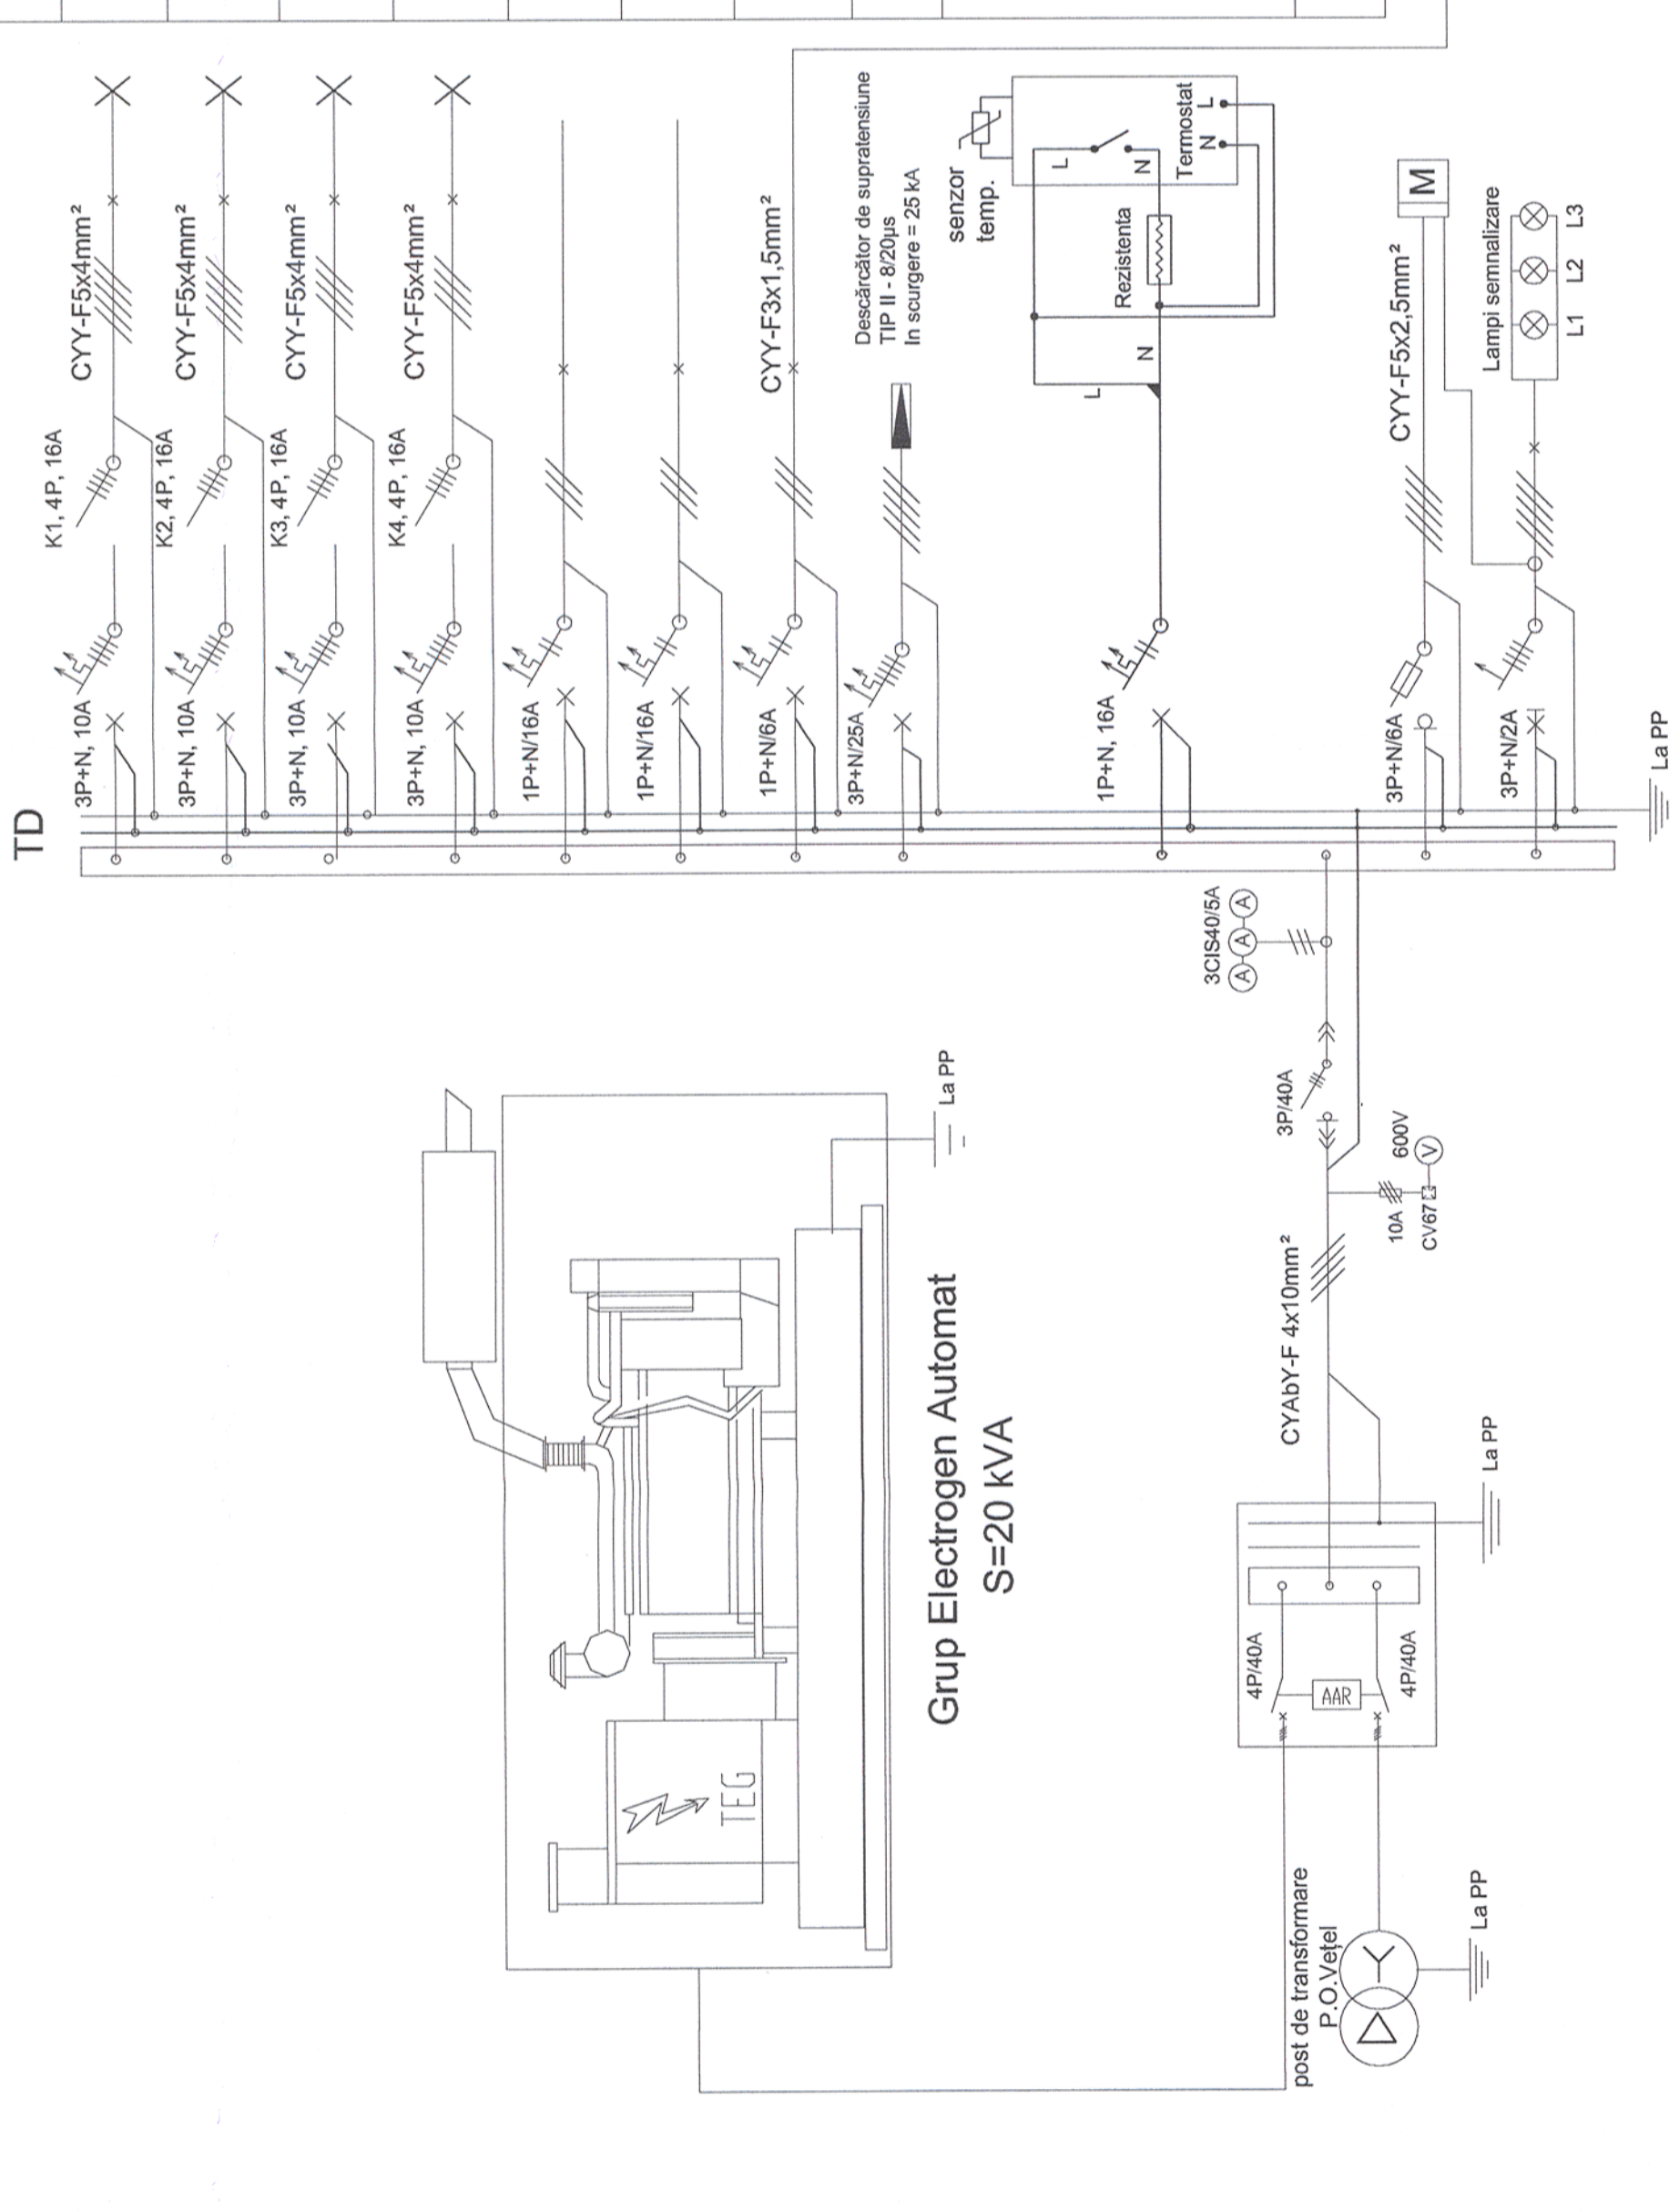 TD
K1, 4P, 16A
CYY-F5x4mm²
3P+N, 10A
K2, 4P, 16A
CYY-F5x4mm²
3P+N, 10A
K3, 4P, 16A
CYY-F5x4mm²
3P+N, 10A
K4, 4P, 16A
CYY-F5x4mm²
3P+N, 10A
1P+N/16A
1P+N/16A
CYY-F3x1,5mm²
1P+N/6A
Descărcător de supratensiune
TIP II - 8/20µs
In scurgere = 25 kA
3P+N/25A
senzor
temp.
L
N
Termostat
N L
Rezistenta
N
L
1P+N, 16A
CYY-F5x2,5mm²
M
3P+N/6A
Lampi semnalizare
L1 L2 L3
3P+N/2A
La PP
3CIS40/5A
A A A
3P/40A
600V
V
10A
CV67
CYAbY-F 4x10mm²
La PP
TEG
Grup Electrogen Automat
S=20 kVA
La PP
4P/40A
AAR
4P/40A
post de transformare
P.O.Vețel
La PP